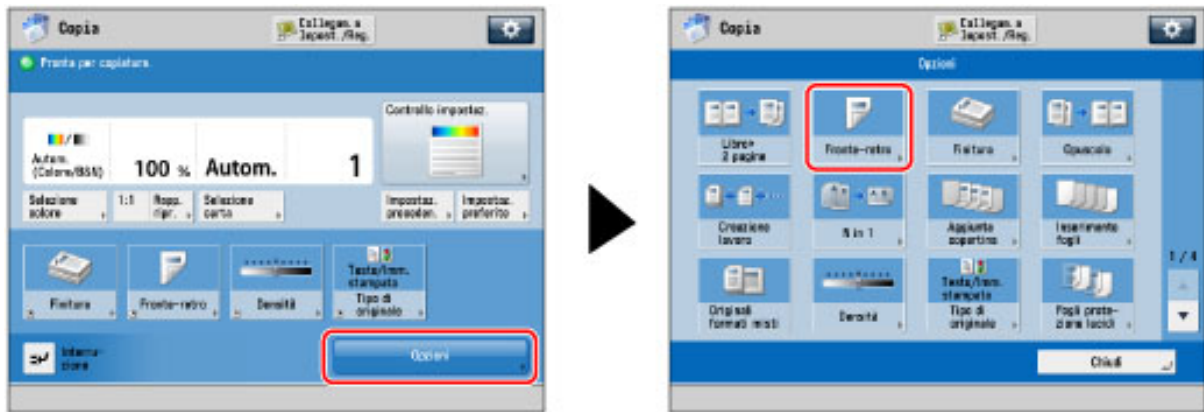 Copia
Collegam. a
Impost./Reg.
Pronta per copiatura.
Controllo impostaz.
Autom.
(Colore/B&N)
100 %
Autom.
1
Selezione
colore
1:1
Rapp.
ripr.
Selezione
carta
Impostaz.
preceden.
Impostaz.
preferite
Finitura
Fronte-retro
Densità
Testo/Imm.
stampata
Tipo di
originale
Interru-
zione
Opzioni
Copia
Collegam. a
Impost./Reg.
Opzioni
Libro▸
2 pagine
Fronte-retro
Finitura
Opuscolo
Creazione
lavoro
N in 1
Aggiunta
copertina
Inserimento
fogli
1/4
Originali
formati misti
Densità
Testo/Imm.
stampata
Tipo di
originale
Fogli prote-
zione lucidi
Chiudi